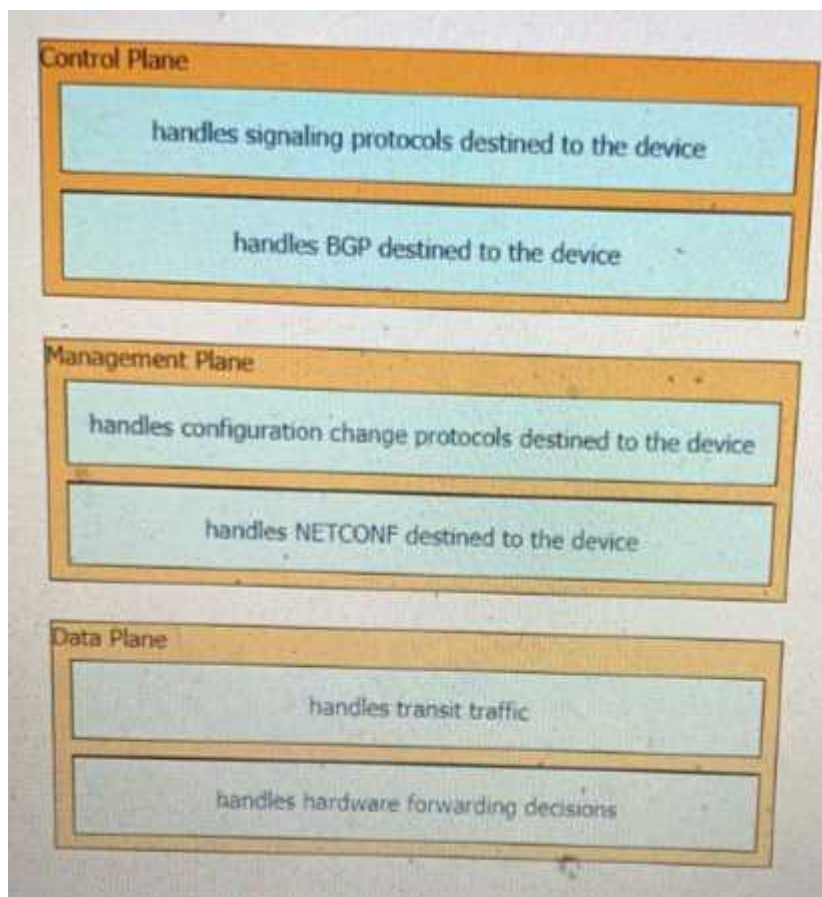 Control Plane
handles signaling protocols destined to the device
handles BGP destined to the device
Management Plane
handles configuration change protocols destined to the device
handles NETCONF destined to the device
Data Plane
handles transit traffic
handles hardware forwarding decisions